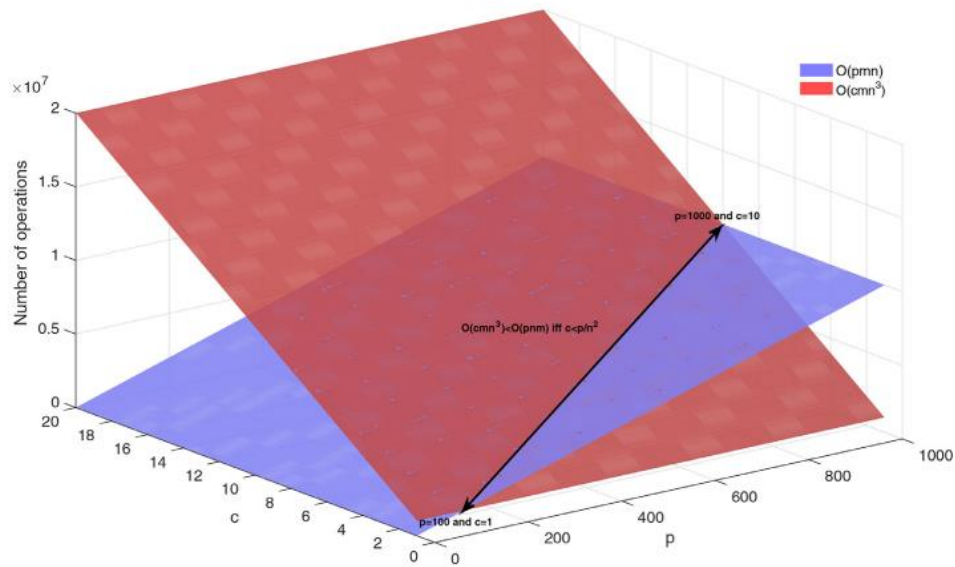 ×10⁷
2
1.5
1
0.5
0
Number of operations
O(pmn)
O(cmn³)
p=1000 and c=10
O(cmn³)<O(pnm) iff c<p/n²
p=100 and c=1
20
18
16
14
12
10
8
6
4
2
0
c
0
200
400
600
800
1000
p